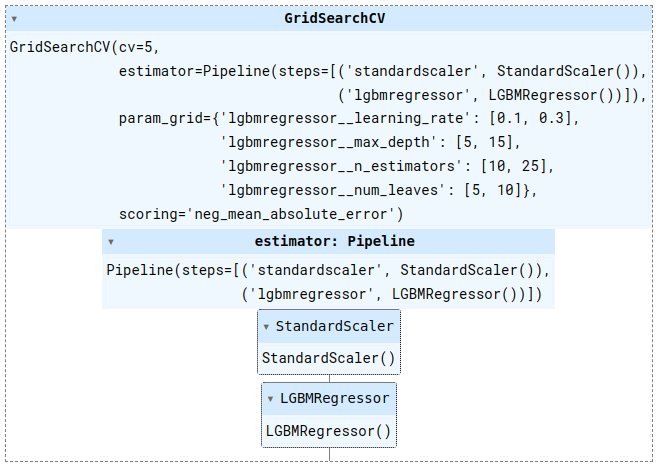 GridSearchCV
GridSearchCV(cv=5,
estimator=Pipeline(steps=[('standardscaler', StandardScaler()),
('lgbmregressor', LGBMRegressor())]),
param_grid={'lgbmregressor__learning_rate': [0.1, 0.3],
'lgbmregressor__max_depth': [5, 15],
'lgbmregressor__n_estimators': [10, 25],
'lgbmregressor__num_leaves': [5, 10]},
scoring='neg_mean_absolute_error')
estimator: Pipeline
Pipeline(steps=[('standardscaler', StandardScaler()),
('lgbmregressor', LGBMRegressor())])
StandardScaler
StandardScaler()
LGBMRegressor
LGBMRegressor()